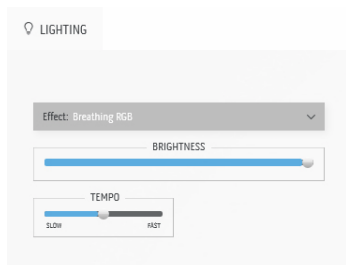 LIGHTING
Effect: Breathing RGB
BRIGHTNESS
TEMPO
SLOW FAST